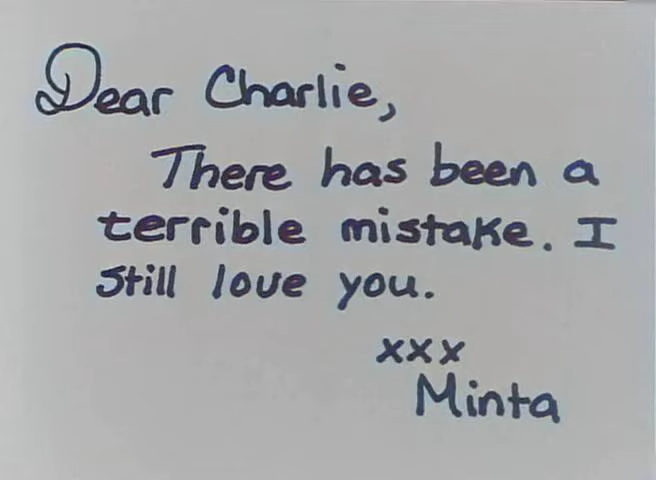 Dear Charlie,
There has been a
terrible mistake. I
still love you.
xxx
Minta